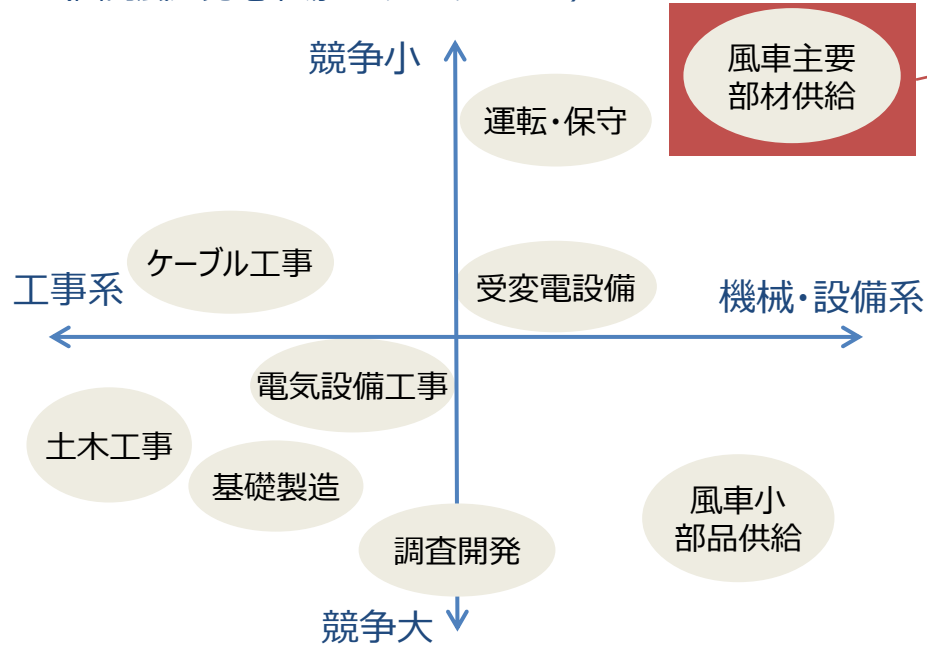 競争小
風車主要
部材供給
運転・保守
ケーブル工事
工事系
受変電設備
機械・設備系
電気設備工事
土木工事
基礎製造
風車小
部品供給
調査開発
競争大